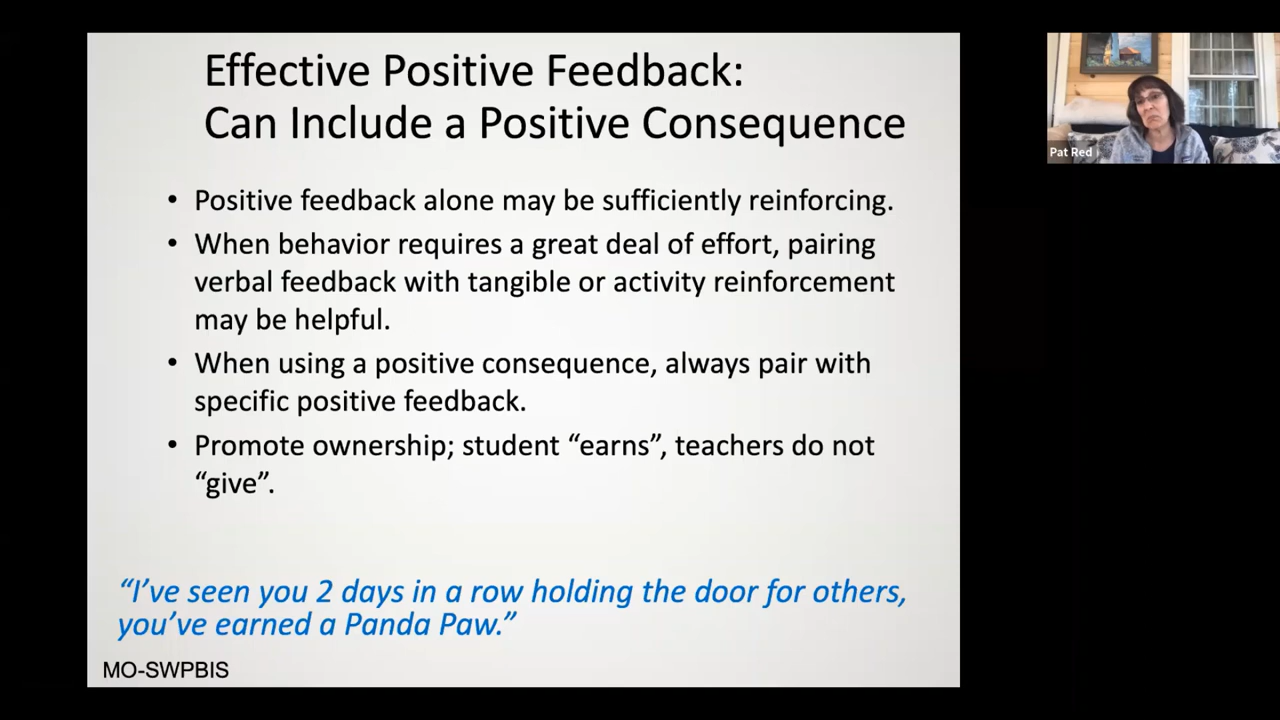 Effective Positive Feedback:
Can Include a Positive Consequence
• Positive feedback alone may be sufficiently reinforcing.
• When behavior requires a great deal of effort, pairing
verbal feedback with tangible or activity reinforcement
may be helpful.
• When using a positive consequence, always pair with
specific positive feedback.
• Promote ownership; student “earns”, teachers do not
“give”.
“I’ve seen you 2 days in a row holding the door for others,
you’ve earned a Panda Paw.”
MO-SWPBIS
Pat Red